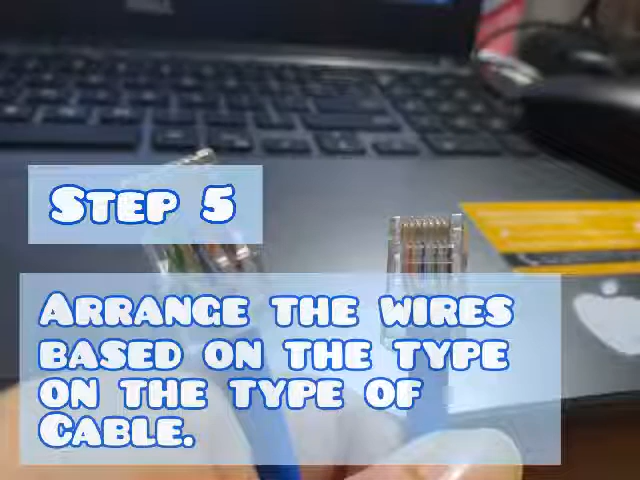 Step 5
Arrange the wires
based on the type
on the type of
Cable.